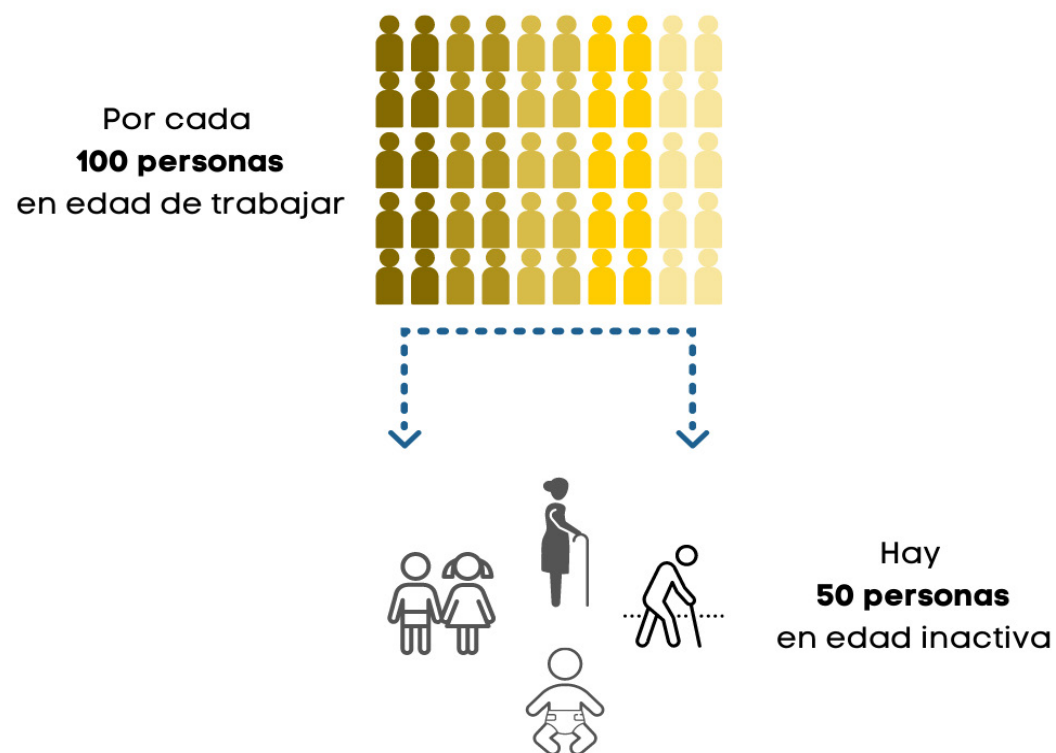 Por cada
100 personas
en edad de trabajar
Hay
50 personas
en edad inactiva